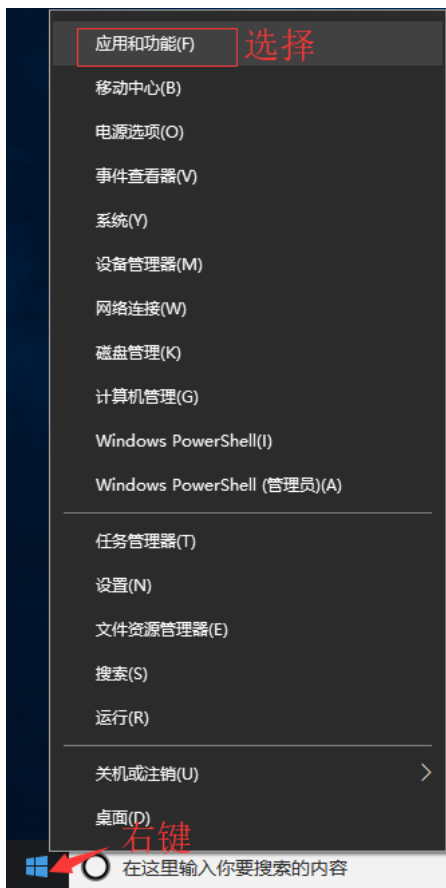 应用和功能(F) 选择
移动中心(B)
电源选项(O)
事件查看器(V)
系统(Y)
设备管理器(M)
网络连接(W)
磁盘管理(K)
计算机管理(G)
Windows PowerShell(I)
Windows PowerShell (管理员)(A)
任务管理器(T)
设置(N)
文件资源管理器(E)
搜索(S)
运行(R)
关机或注销(U)
桌面(D)
右键
在这里输入你要搜索的内容